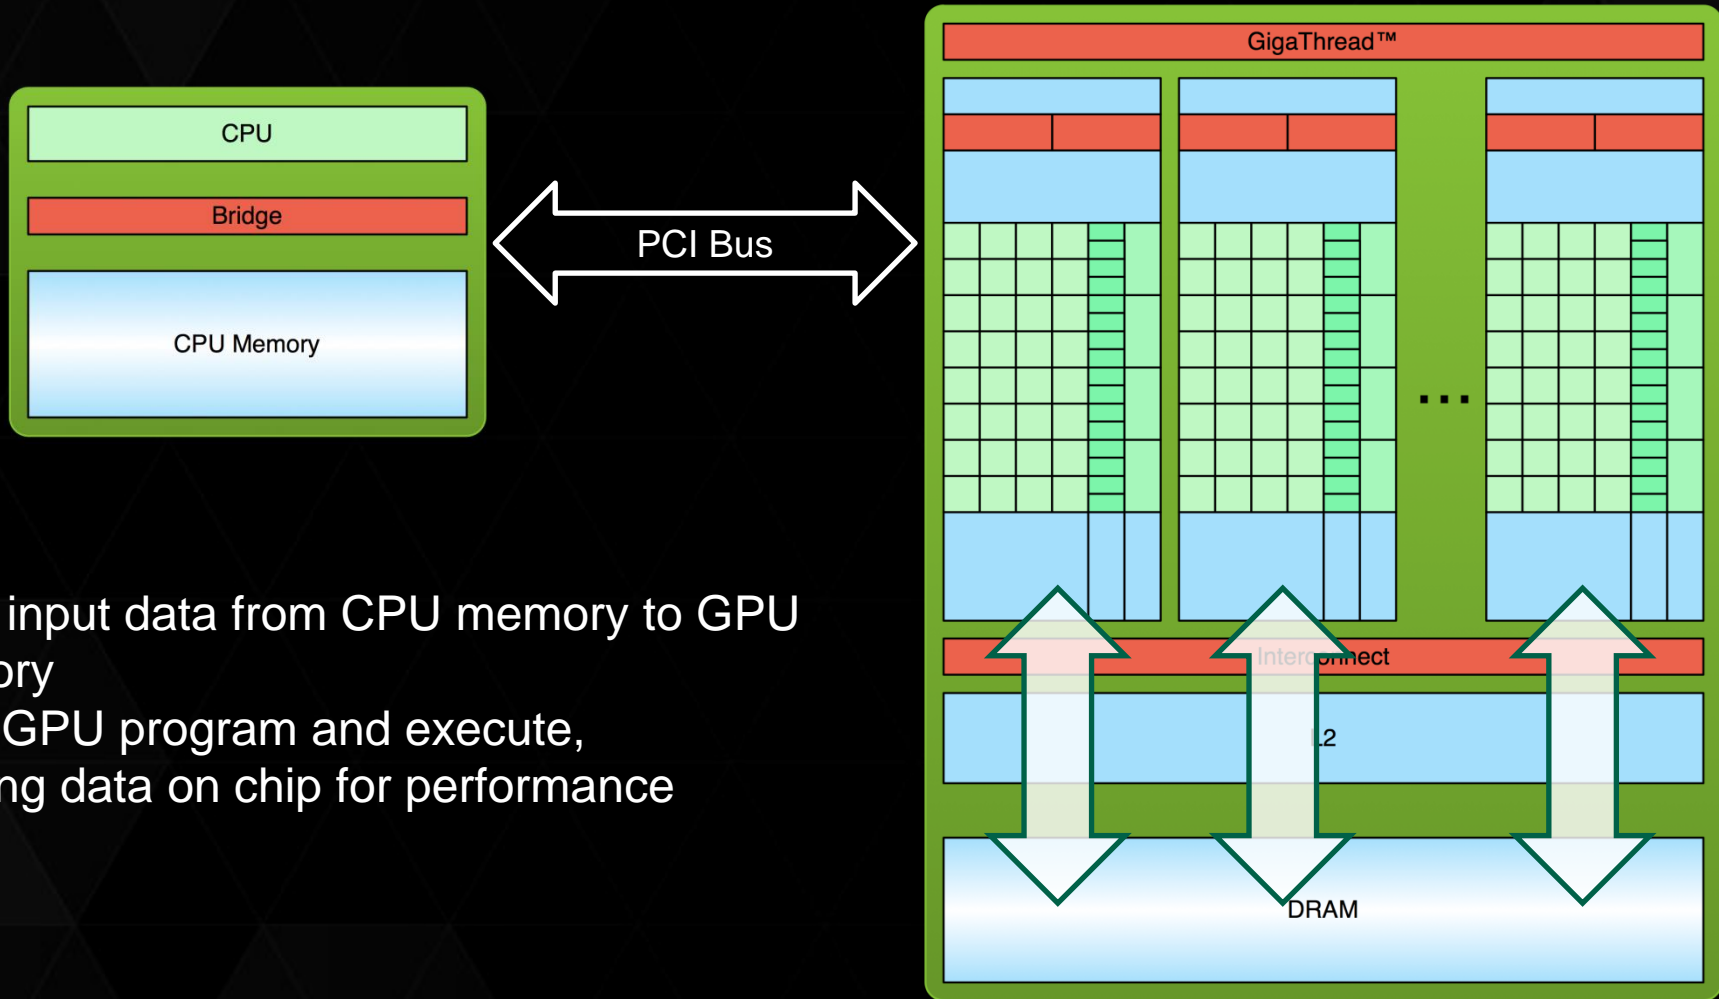 GigaThread™
CPU
Bridge
PCI Bus
CPU Memory
...
input data from CPU memory to GPU
ory
GPU program and execute,
ng data on chip for performance
Interconnect
L2
DRAM